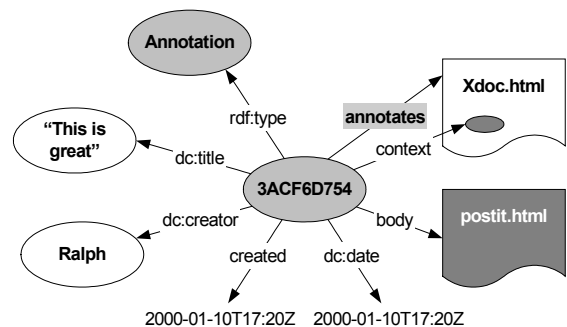 Annotation
Xdoc.html
rdf:type
annotates
"This is
great"
dc:title
context
3ACF6D754
dc:creator
body
postit.html
Ralph
created
dc:date
2000-01-10T17:20Z
2000-01-10T17:20Z